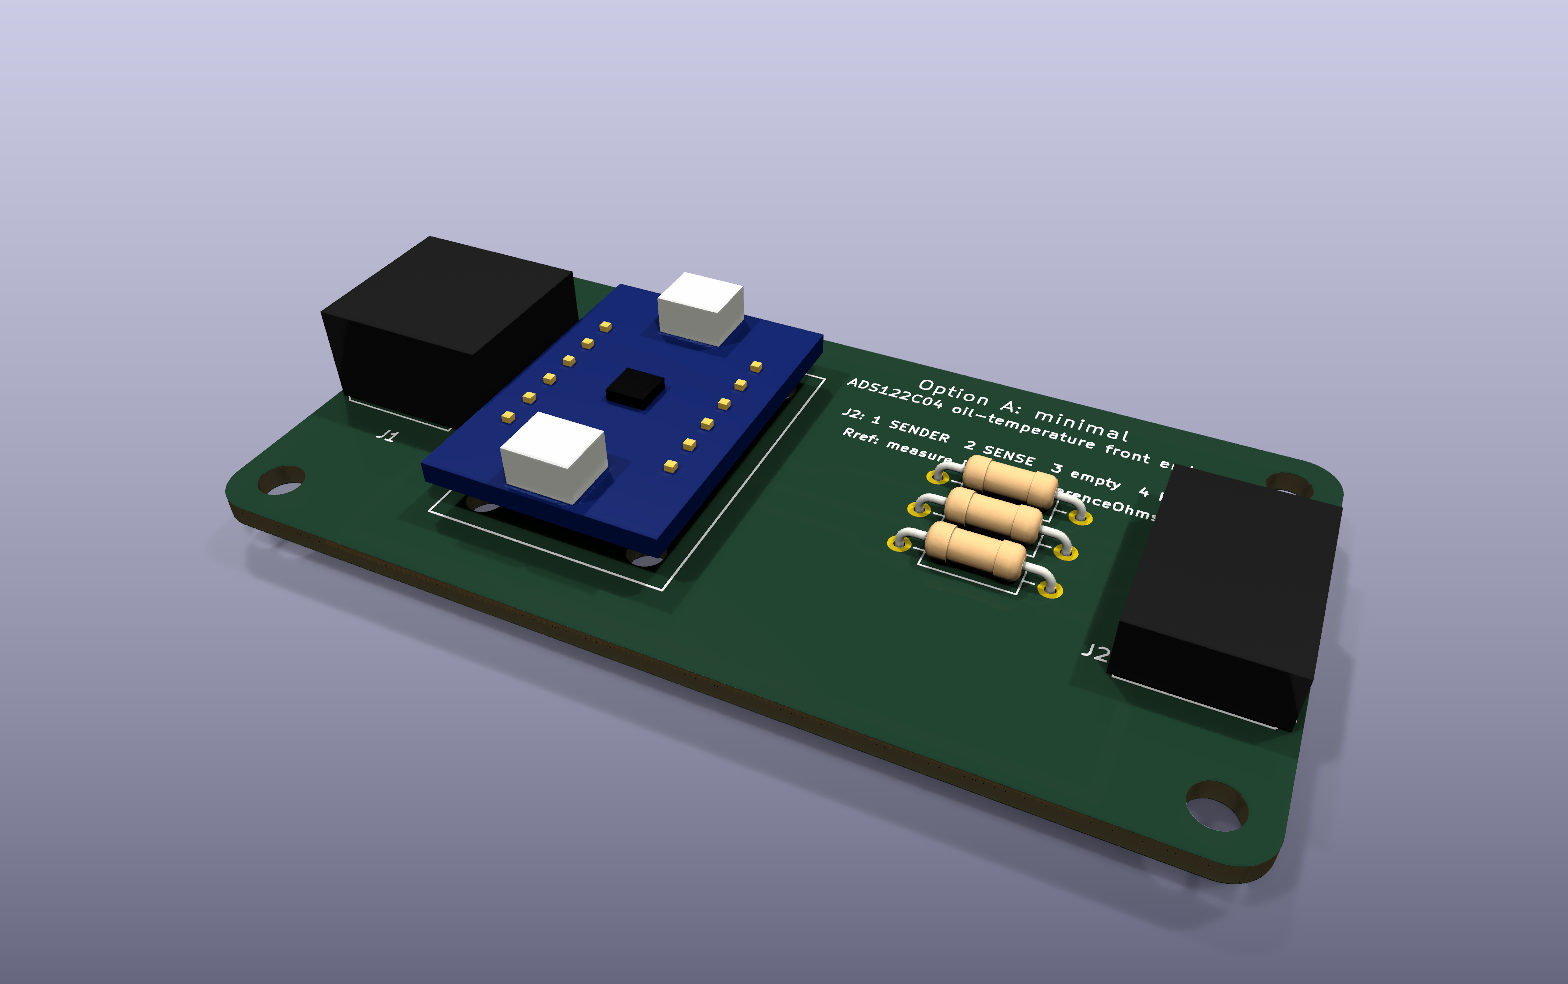 Option A: minimal
ADS122C04 oil-temperature front
J2: 1 SENDER 2 SENSE 3 empty 4
Rref: measure
J1
J2